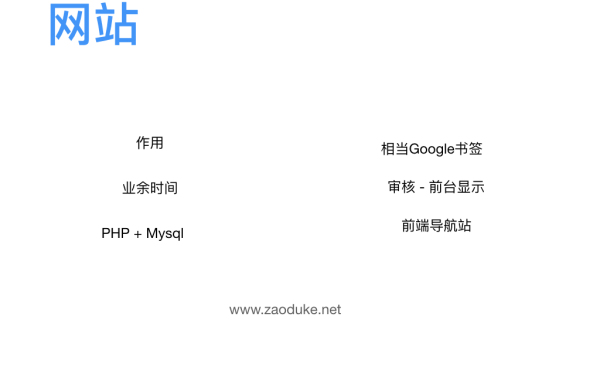 网站
作用
业余时间
PHP + Mysql
相当Google书签
审核 - 前台显示
前端导航站
www.zaoduke.net